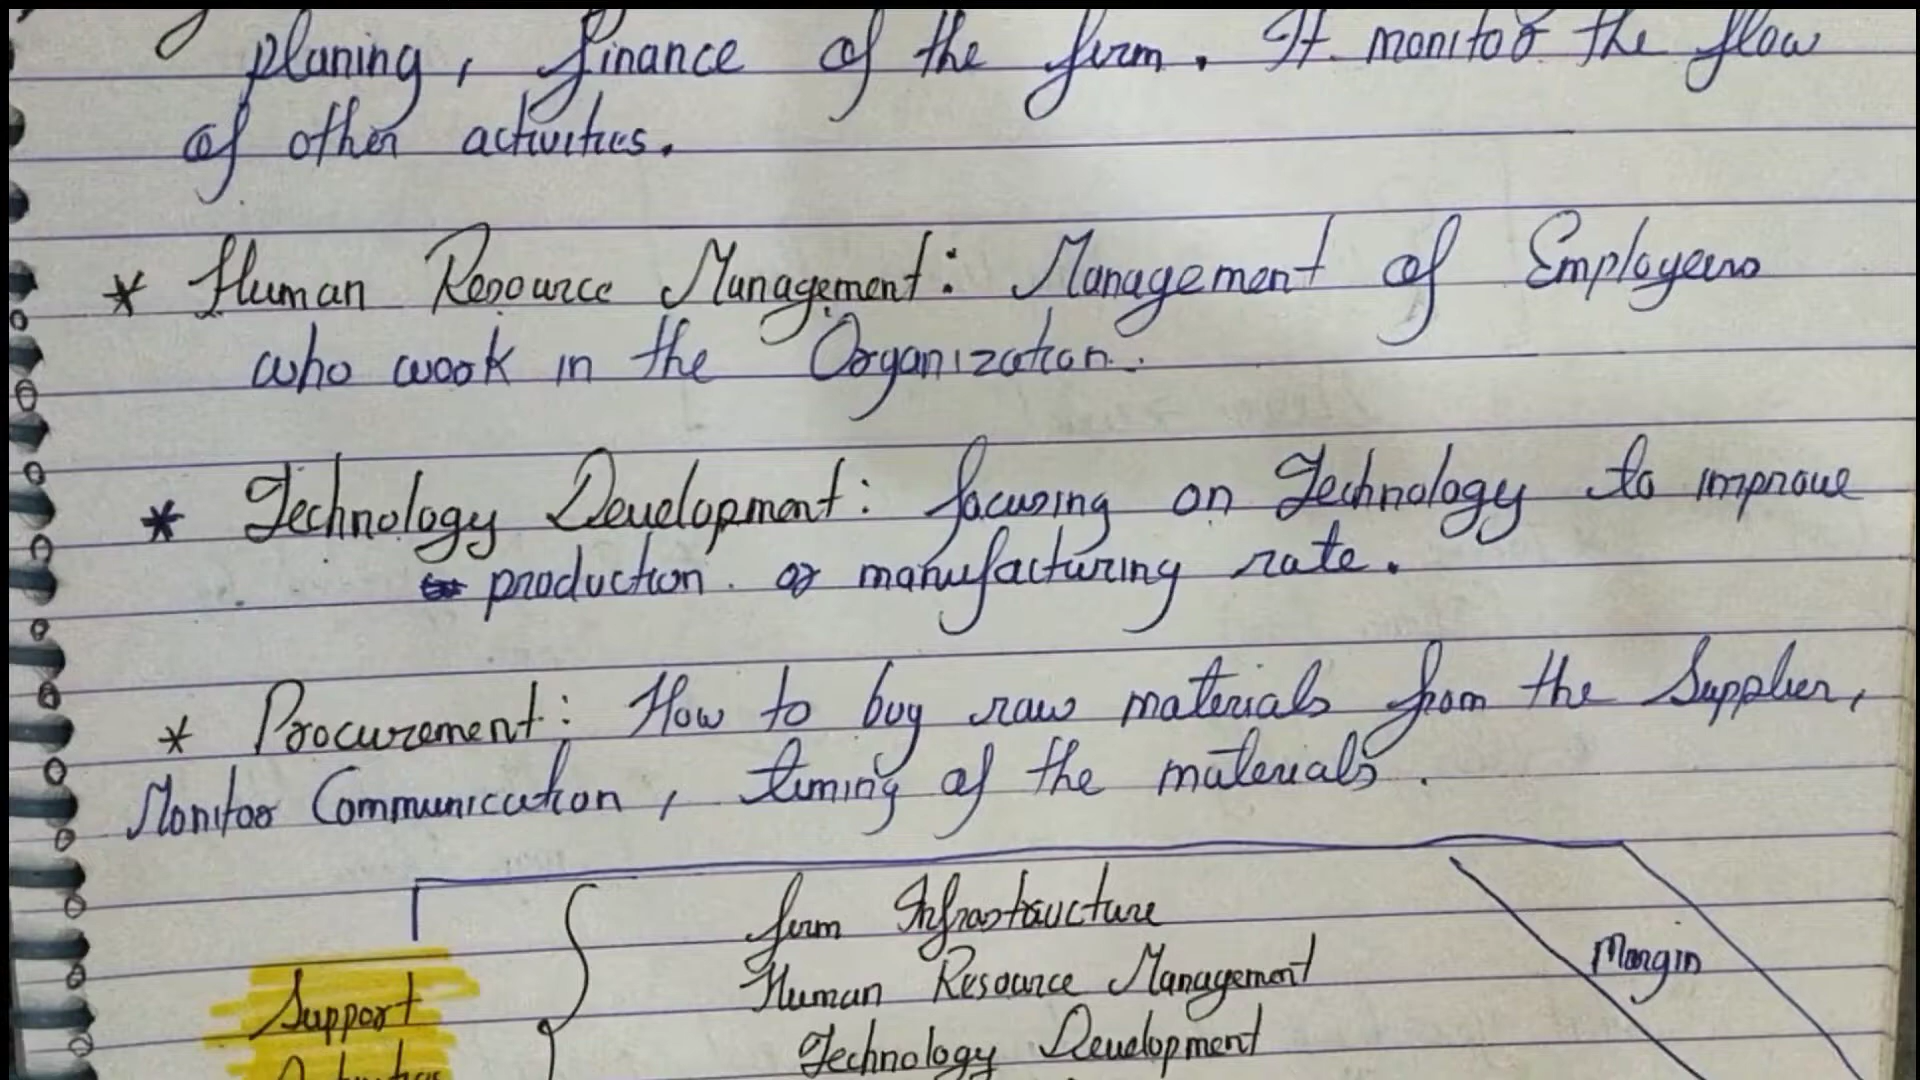 planing, finance of the firm. It monitor the flow
of other activities.
* Human Resource Management: Management of Employees
who work in the Organization.
* Technology Development: focusing on Technology to improve
production or manufacturing rate.
* Procurement: How to buy raw materials from the Supplier,
Monitor Communication, timing of the materials.
firm Infrastructure
Margin
Human Resource Management
Support
Technology Development